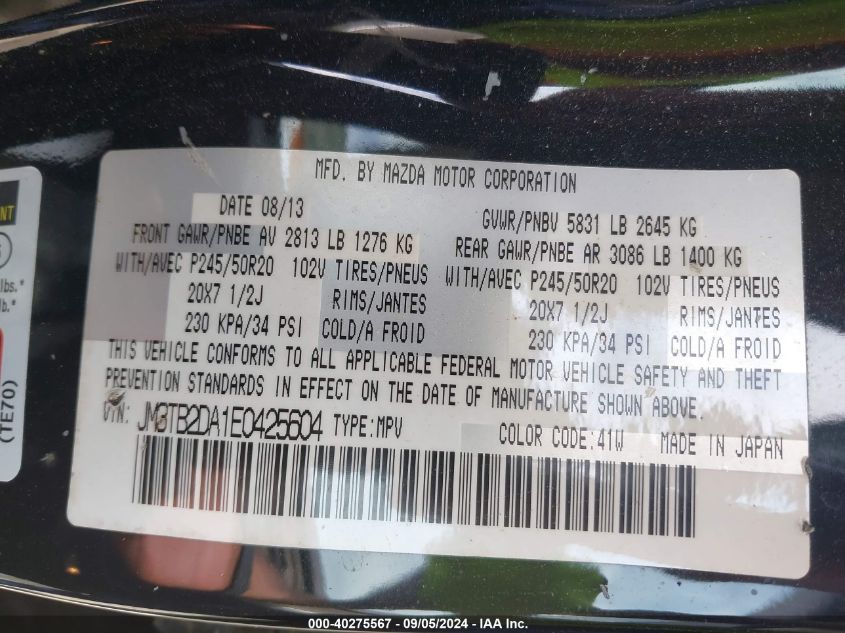 MFD. BY MAZDA MOTOR CORPORATION
DATE 08/13
GVWR/PNBV 5831 LB 2645 KG
FRONT GAWR/PNBE AV 2813 LB 1276 KG
REAR GAWR/PNBE AR 3086 LB 1400 KG
WITH/AVEC P245/50R20 102V TIRES/PNEUS
WITH/AVEC P245/50R20 102V TIRES/PNEUS
20X7 1/2J RIMS/JANTES
20X7 1/2J RIMS/JANTES
230 KPA/34 PSI COLD/A FROID
230 KPA/34 PSI COLD/A FROID
THIS VEHICLE CONFORMS TO ALL APPLICABLE FEDERAL MOTOR VEHICLE SAFETY AND THEFT
PREVENTION STANDARDS IN EFFECT ON THE DATE OF MANUFACTURE SHOWN ABOVE.
VIN: JM3TB2DA1E0425604 TYPE:MPV COLOR CODE:41W MADE IN JAPAN
lbs.*
lb.*
(TE70)
000-40275567 - 09/05/2024 - IAA Inc.